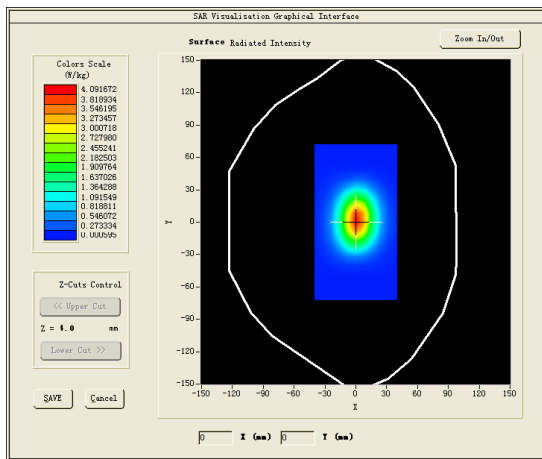 SAR Visualisation Graphical Interface
Surface Radiated Intensity
Zoom In/Out
Colors Scale
(W/kg)
4.091672
3.818934
3.546195
3.273457
3.000718
2.727980
2.455241
2.182503
1.909764
1.637026
1.364288
1.091549
0.818811
0.546072
0.273334
0.000595
Z-Cuts Control
<< Upper Cut
Z = 4.0 mm
Lower Cut >>
SAVE Cancel
150
120
90
60
30
0
-30
-60
-90
-120
-150
Y
-150 -120 -90 -60 -30 0 30 60 90 120 150
X
0 X (mm) 0 Y (mm)